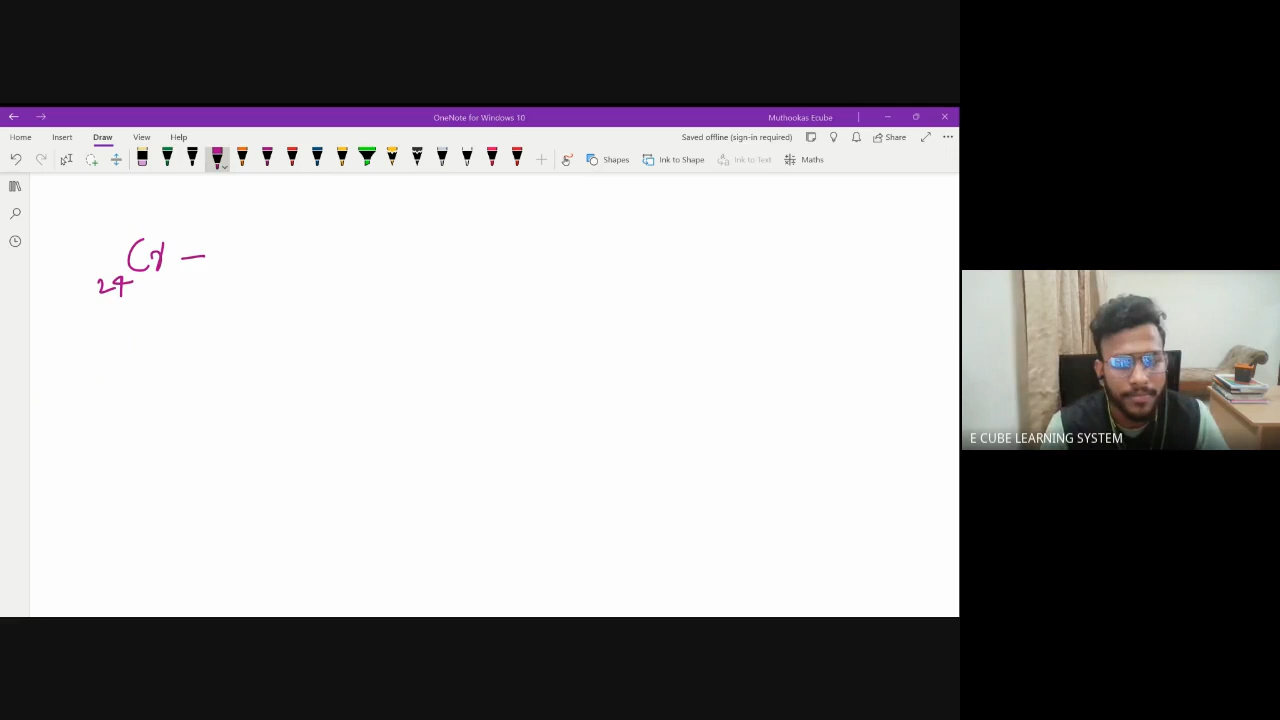 OneNote for Windows 10
Muthookas Ecube
Home Insert Draw View Help
Saved offline (sign-in required)
Share
Shapes
Ink to Shape
Ink to Text
Maths
24Cr –
E CUBE LEARNING SYSTEM